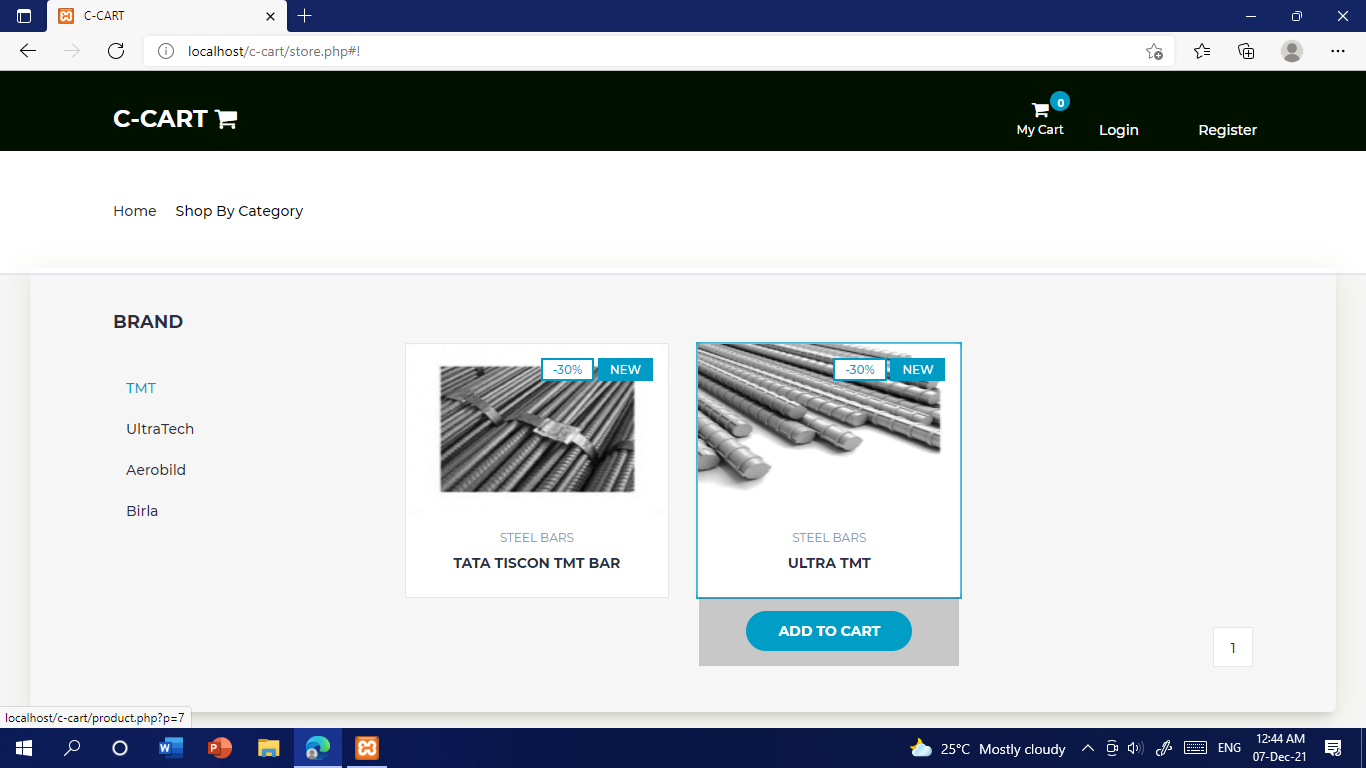 C-CART
localhost/c-cart/store.php#!
C-CART
0
My Cart
Login
Register
Home
Shop By Category
BRAND
TMT
UltraTech
Aerobild
Birla
-30%
NEW
STEEL BARS
TATA TISCON TMT BAR
-30%
NEW
STEEL BARS
ULTRA TMT
ADD TO CART
1
localhost/c-cart/product.php?p=7
25°C Mostly cloudy
ENG
12:44 AM
07-Dec-21